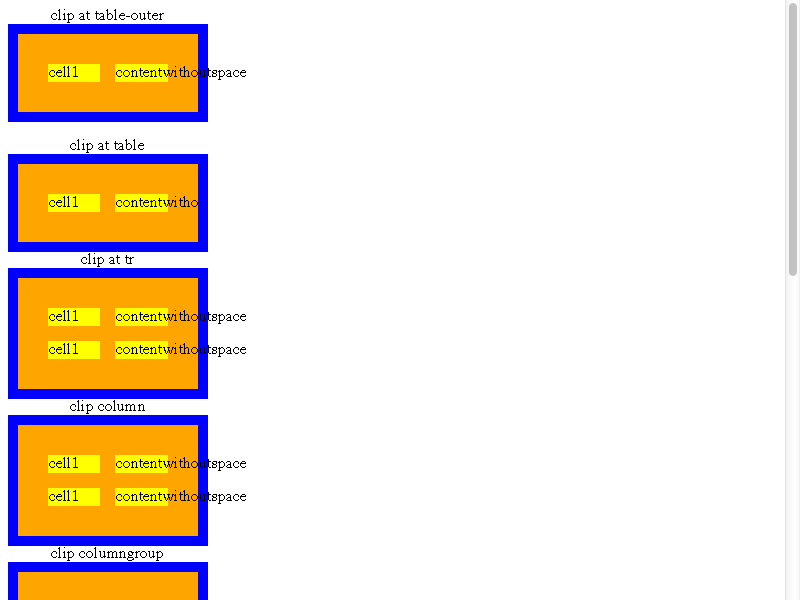 clip at table-outer
cell1 contentwithoutspace
clip at table
cell1 contentwitho
clip at tr
cell1 contentwithoutspace
cell1 contentwithoutspace
clip column
cell1 contentwithoutspace
cell1 contentwithoutspace
clip columngroup